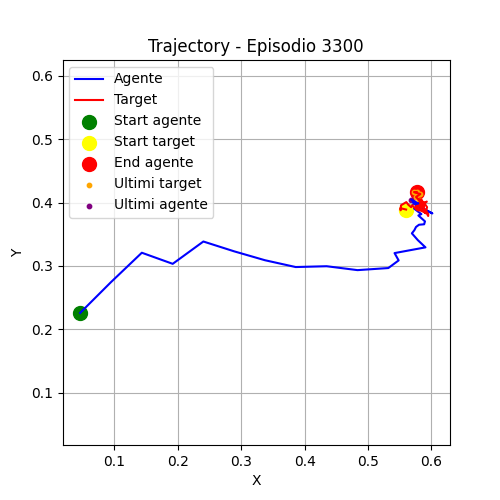 Trajectory - Episodio 3300
Agente
Target
Start agente
Start target
End agente
Ultimi target
Ultimi agente
0.6
0.5
0.4
0.3
0.2
0.1
Y
0.1 0.2 0.3 0.4 0.5 0.6
X